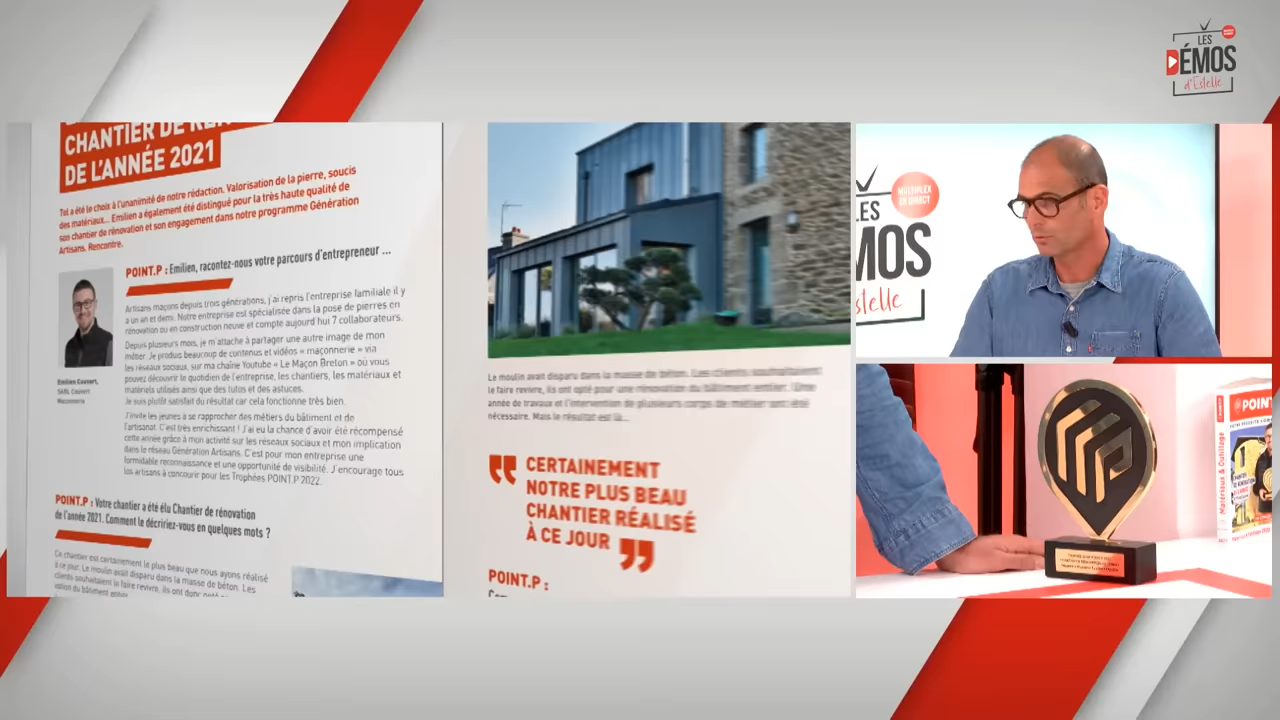 LES
DÉMOS
d'Estelle
CHANTIER DE
DE L'ANNÉE 2021
Tel a été le choix à l'unanimité de notre rédaction. Valorisation de la pierre, soucis
des matériaux... Emilien a également été distingué pour la très haute qualité de
son chantier de rénovation et son engagement dans notre programme Génération
Artisans. Rencontre.
POINT.P : Emilien, racontez-nous votre parcours d'entrepreneur ...
Artisans maçons depuis trois générations, j'ai repris l'entreprise familiale il y
a un an et demi. Notre entreprise est spécialisée dans la pose de pierres en
rénovation ou en construction neuve et compte aujourd'hui 7 collaborateurs.
Depuis plusieurs mois, je m'attache à partager une autre image de mon
métier. Je produis beaucoup de contenus et vidéos « maçonnerie » via
les réseaux sociaux, sur ma chaîne Youtube « Le Maçon Breton » où vous
pouvez découvrir le quotidien de l'entreprise, les chantiers, les matériaux et
matériels utilisés ainsi que des tutos et des astuces.
Je suis plutôt satisfait du résultat car cela fonctionne très bien.
J'invite les jeunes à se rapprocher des métiers du bâtiment et de
l'artisanat. C'est très enrichissant ! J'ai eu la chance d'avoir été récompensé
cette année grâce à mon activité sur les réseaux sociaux et mon implication
dans le réseau Génération Artisans. C'est pour mon entreprise une
formidable reconnaissance et une opportunité de visibilité. J'encourage tous
les artisans à concourir pour les Trophées POINT.P 2022.
Emilien Couvert,
SARL Couvert
Maçonnerie
POINT.P : Votre chantier a été élu Chantier de rénovation
de l'année 2021. Comment le décririez-vous en quelques mots ?
Ce chantier est certainement le plus beau que nous ayons réalisé
à ce jour. Le moulin avait disparu dans la masse de béton. Les
clients souhaitaient le faire revivre, ils ont donc opté
du bâtiment
Le moulin avait disparu dans la masse de béton. Les clients souhaitaient
le faire revivre, ils ont opté pour une rénovation du bâtiment Une
année de travaux et l'intervention de plusieurs corps de métier ont été
nécessaire. Mais le résultat est là...
CERTAINEMENT
NOTRE PLUS BEAU
CHANTIER RÉALISÉ
À CE JOUR
POINT.P :
MULTIPLEX
EN DIRECT
LES
ÉMOS
stelle
POINT
Matériaux & Outillage